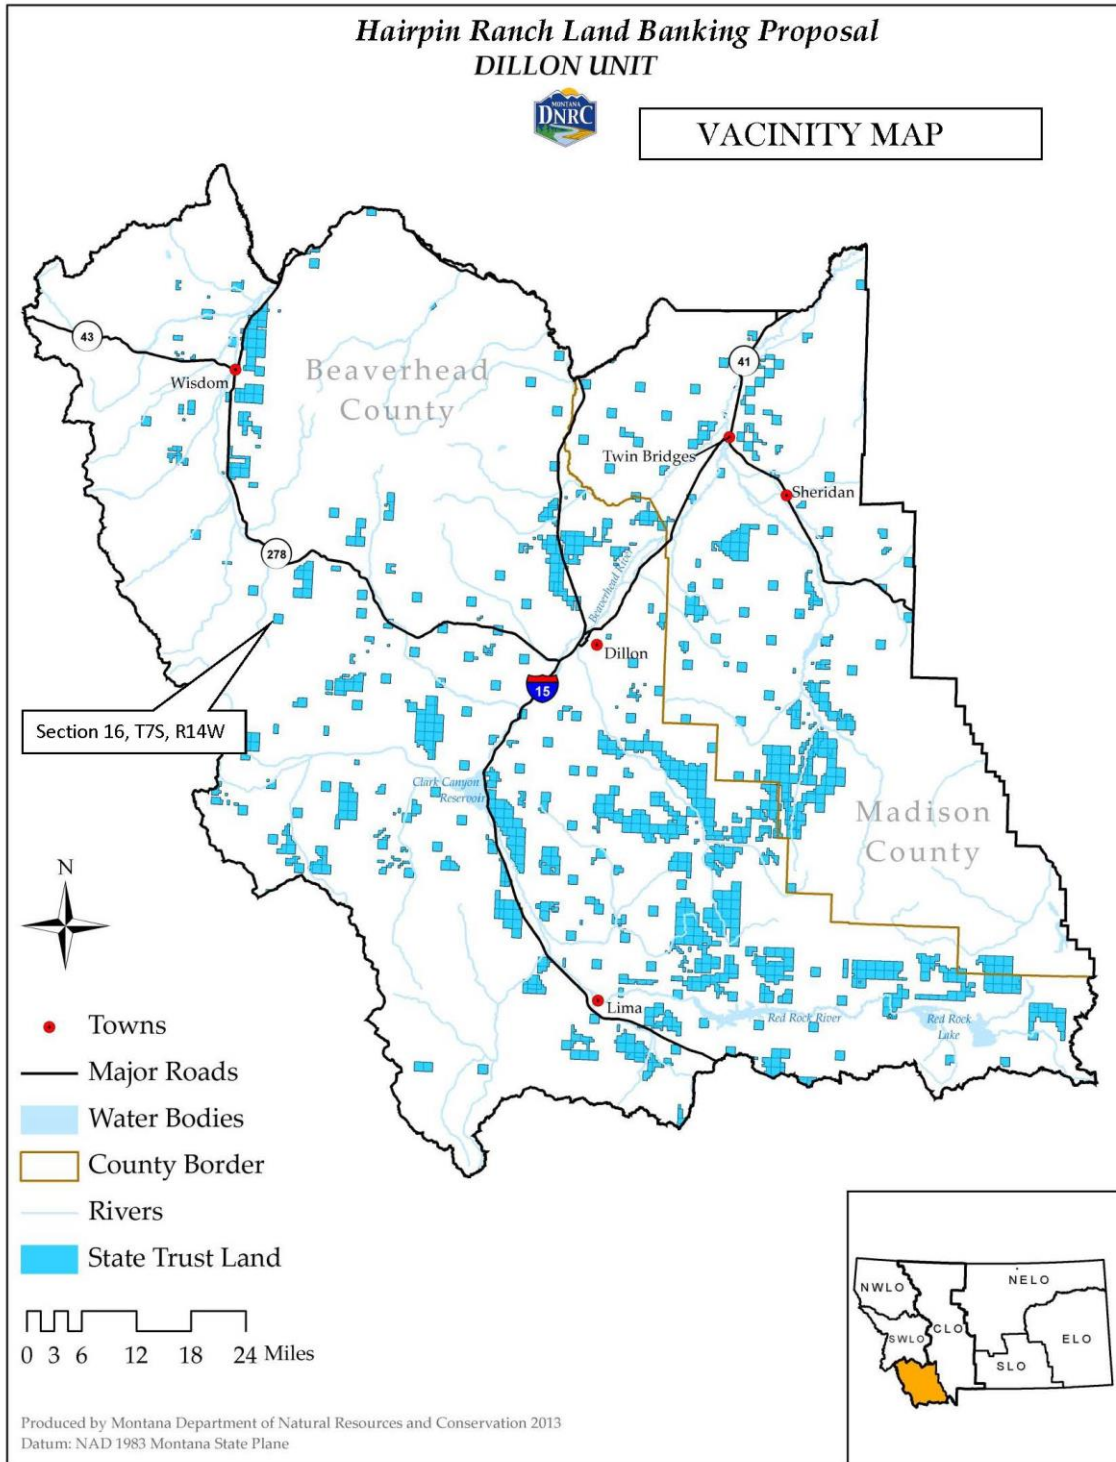 Hairpin Ranch Land Banking Proposal
DILLON UNIT
MONTANA
DNRC
VACINITY MAP
43
Wisdom
Beaverhead
County
41
Twin Bridges
Sheridan
278
Beaverhead River
Dillon
15
Section 16, T7S, R14W
Clark Canyon
Reservoir
Madison
County
N
Lima
Red Rock River
Red Rock
Lake
Towns
Major Roads
Water Bodies
County Border
Rivers
State Trust Land
0 3 6 12 18 24 Miles
NWLO
NELO
SWLO
CLO
ELO
SLO
Produced by Montana Department of Natural Resources and Conservation 2013
Datum: NAD 1983 Montana State Plane